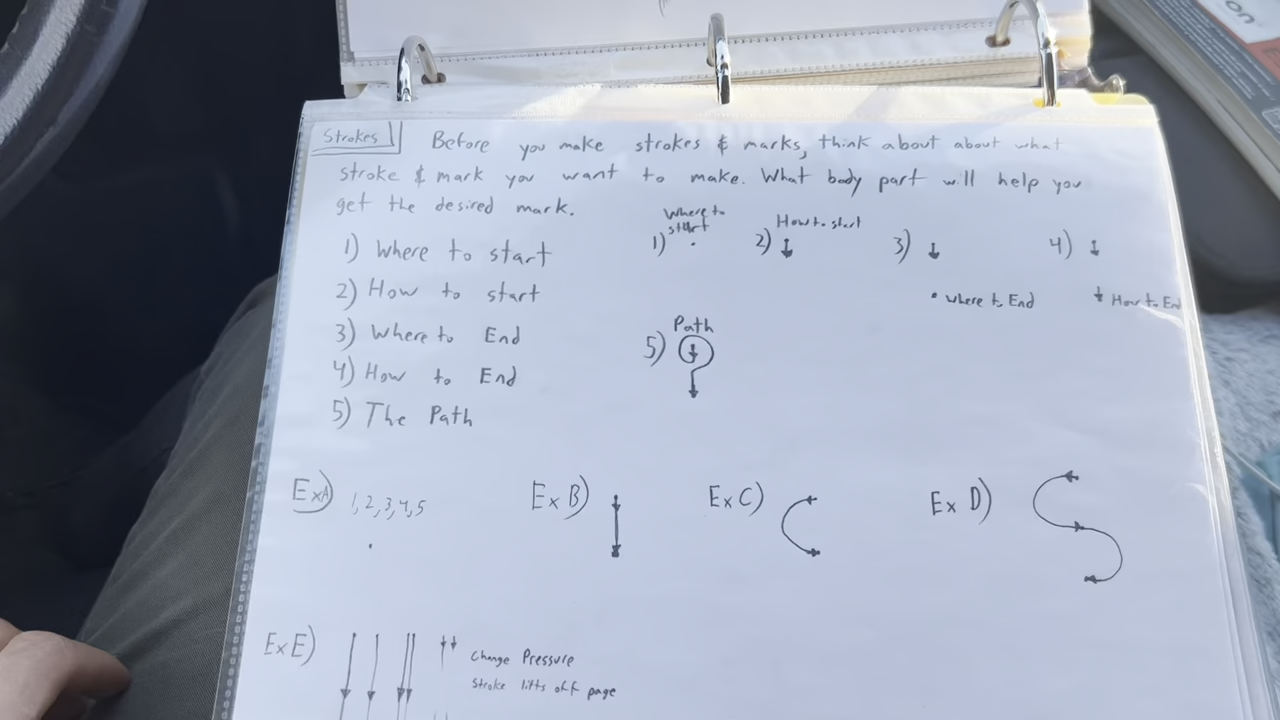 on
Strokes Before you make strokes & marks, think about about what
stroke & mark you want to make. What body part will help you
get the desired mark.
1) Where to start
2) How to start
3) Where to End
4) How to End
5) The Path
1) Where to
start
2) How to start
3)
• Where to End
4)
How to End
5) Path
Ex A) 1,2,3,4,5
Ex B)
Ex C)
Ex D)
Ex E)
Change Pressure
Stroke lifts off page